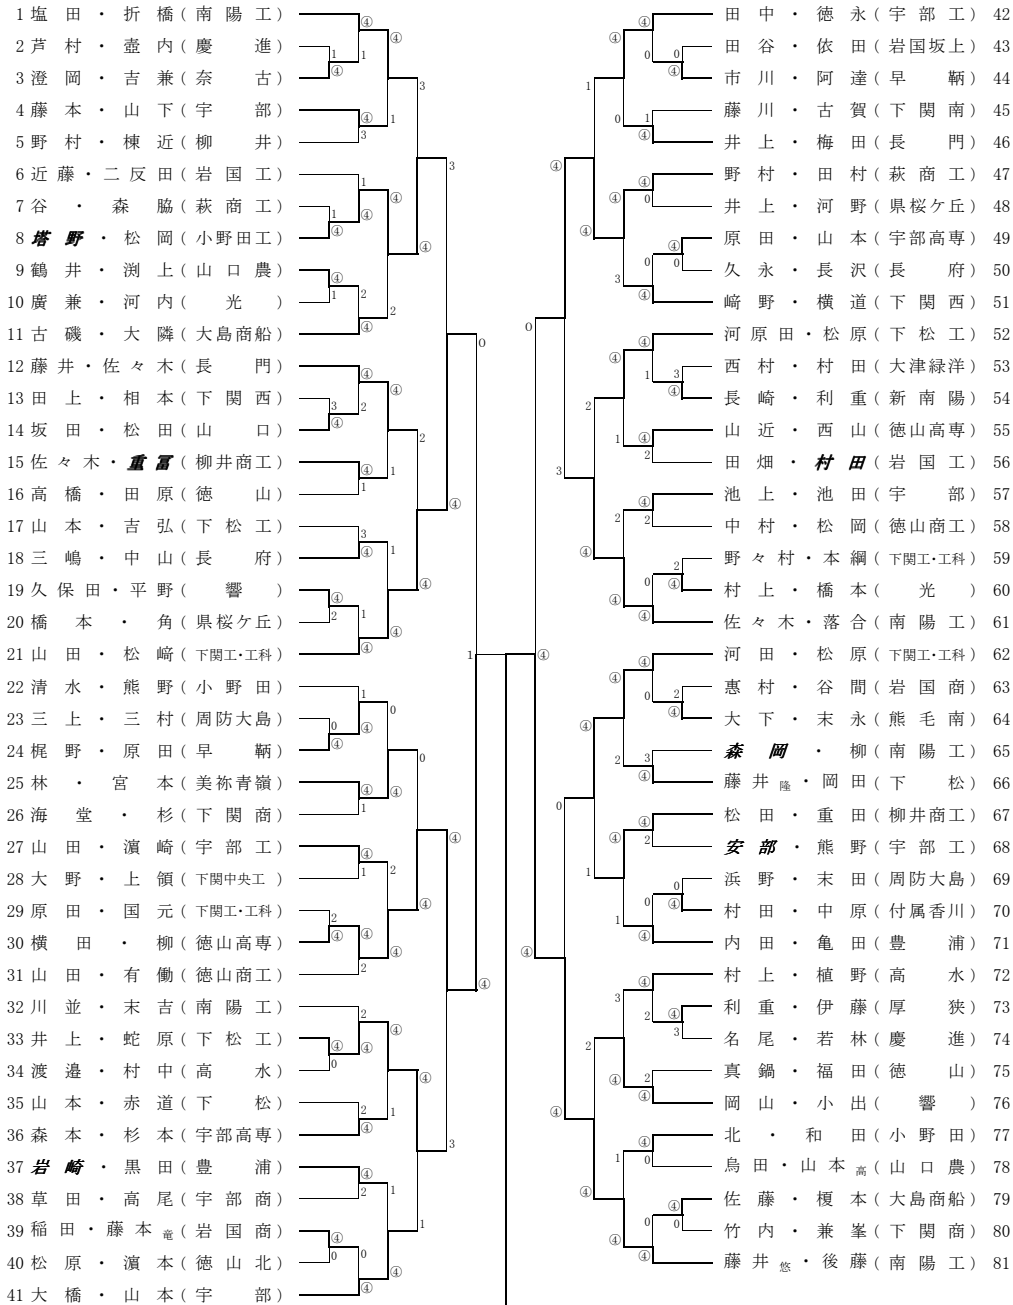 1 塩田・折橋(南陽工)
2 芦村・壺内(慶進)
3 澄岡・吉兼(奈古)
4 藤本・山下(宇部)
5 野村・棟近(柳井)
6 近藤・二反田(岩国工)
7 谷・森脇(萩商工)
8 塔野・松岡(小野田工)
9 鶴井・渕上(山口農)
10 廣兼・河内(光)
11 古磯・大隣(大島商船)
12 藤井・佐々木(長門)
13 田上・相本(下関西)
14 坂田・松田(山口)
15 佐々木・重冨(柳井商工)
16 高橋・田原(徳山)
17 山本・吉弘(下松工)
18 三嶋・中山(長府)
19 久保田・平野(響)
20 橋本・角(県桜ケ丘)
21 山田・松﨑(下関工・工科)
22 清水・熊野(小野田)
23 三上・三村(周防大島)
24 梶野・原田(早鞆)
25 林・宮本(美祢青嶺)
26 海堂・杉(下関商)
27 山田・濵崎(宇部工)
28 大野・上領(下関中央工)
29 原田・国元(下関工・工科)
30 横田・柳(徳山高専)
31 山田・有働(徳山商工)
32 川並・末吉(南陽工)
33 井上・蛇原(下松工)
34 渡邉・村中(高水)
35 山本・赤道(下松)
36 森本・杉本(宇部高専)
37 岩崎・黒田(豊浦)
38 草田・高尾(宇部商)
39 稲田・藤本竜(岩国商)
40 松原・濵本(徳山北)
41 大橋・山本(宇部)
田中・徳永(宇部工) 42
田谷・依田(岩国坂上) 43
市川・阿達(早鞆) 44
藤川・古賀(下関南) 45
井上・梅田(長門) 46
野村・田村(萩商工) 47
井上・河野(県桜ケ丘) 48
原田・山本(宇部高専) 49
久永・長沢(長府) 50
﨑野・横道(下関西) 51
河原田・松原(下松工) 52
西村・村田(大津緑洋) 53
長崎・利重(新南陽) 54
山近・西山(徳山高専) 55
田畑・村田(岩国工) 56
池上・池田(宇部) 57
中村・松岡(徳山商工) 58
野々村・本綱(下関工・工科) 59
村上・橋本(光) 60
佐々木・落合(南陽工) 61
河田・松原(下関工・工科) 62
惠村・谷間(岩国商) 63
大下・末永(熊毛南) 64
森岡・柳(南陽工) 65
藤井隆・岡田(下松) 66
松田・重田(柳井商工) 67
安部・熊野(宇部工) 68
浜野・末田(周防大島) 69
村田・中原(付属香川) 70
内田・亀田(豊浦) 71
村上・植野(高水) 72
利重・伊藤(厚狭) 73
名尾・若林(慶進) 74
真鍋・福田(徳山) 75
岡山・小出(響) 76
北・和田(小野田) 77
烏田・山本高(山口農) 78
佐藤・榎本(大島商船) 79
竹内・兼峯(下関商) 80
藤井悠・後藤(南陽工) 81